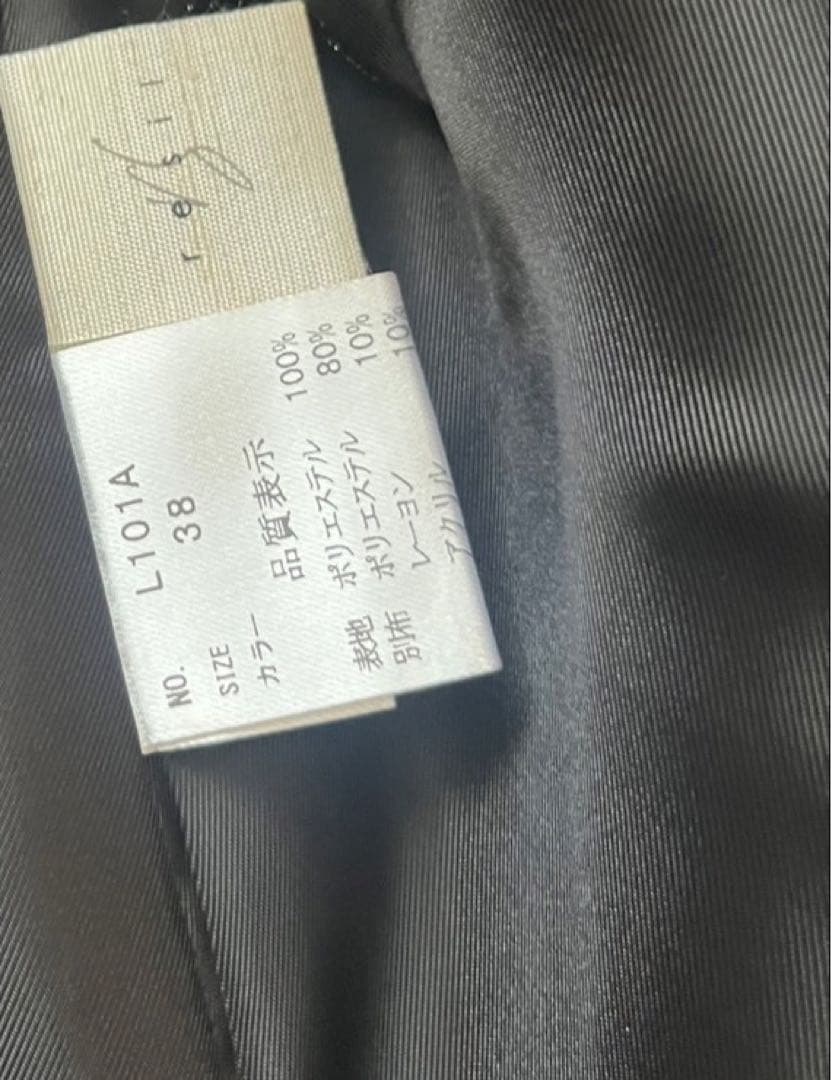 r e s i l
NO. L101A
SIZE 38
カラー
品質表示
表地 ポリエステル 100%
別布 ポリエステル 80%
レーヨン 10%
アクリル 10%